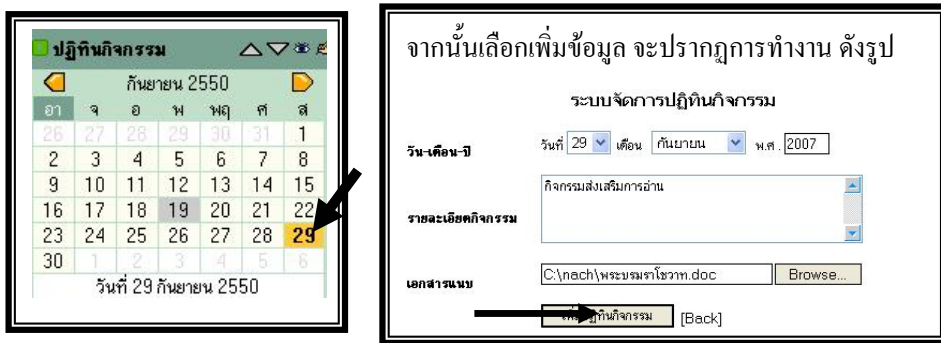 ปฏิทินกิจกรรม
กันยายน 2550
อา จ อ พ พฤ ศ ส
26 27 28 29 30 31 1
2 3 4 5 6 7 8
9 10 11 12 13 14 15
16 17 18 19 20 21 22
23 24 25 26 27 28 29
30 1 2 3 4 5 6
วันที่ 29 กันยายน 2550
จากนั้นเลือกเพิ่มข้อมูล จะปรากฏการทำงาน ดังรูป
ระบบจัดการปฏิทินกิจกรรม
วัน-เดือน-ปี วันที่ 29 เดือน กันยายน พ.ศ. 2007
กิจกรรมส่งเสริมการอ่าน
รายละเอียดกิจกรรม
เอกสารแนบ C:\nach\พระบรมราโชวาท.doc Browse...
เพิ่มปฏิทินกิจกรรม [Back]